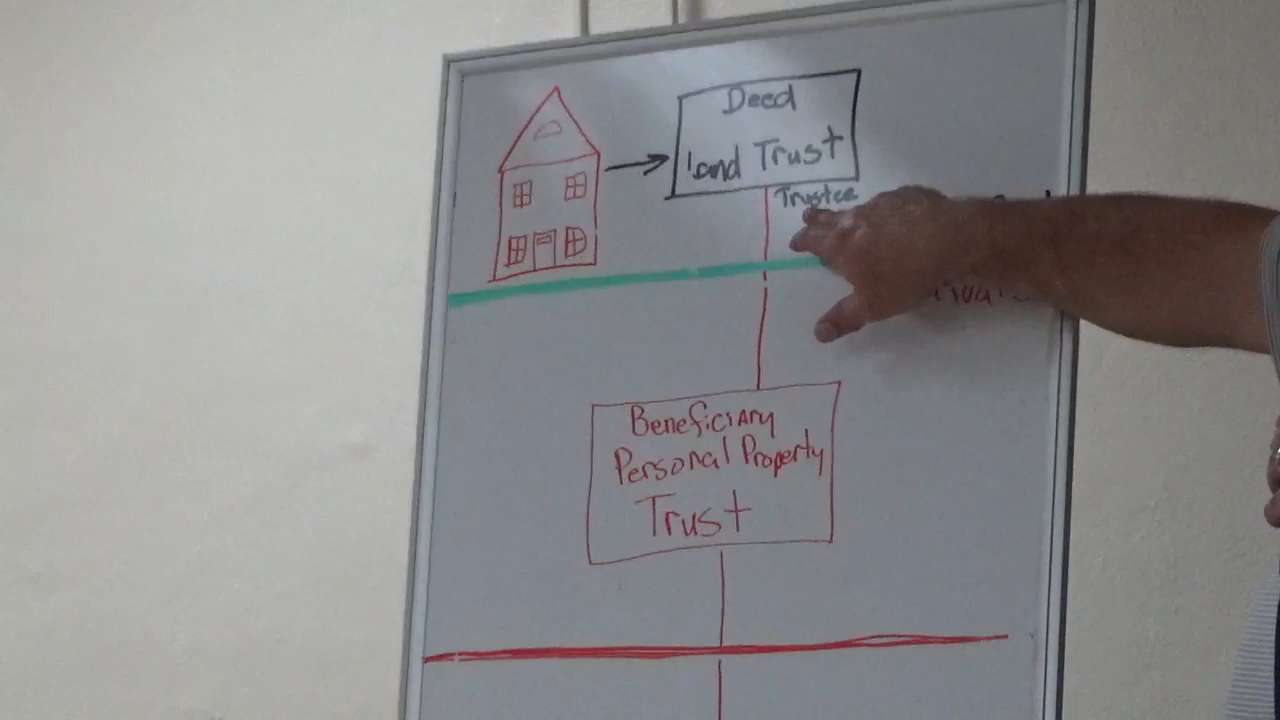 Deed
Land Trust
Trustee
Beneficiary
Personal Property
Trust